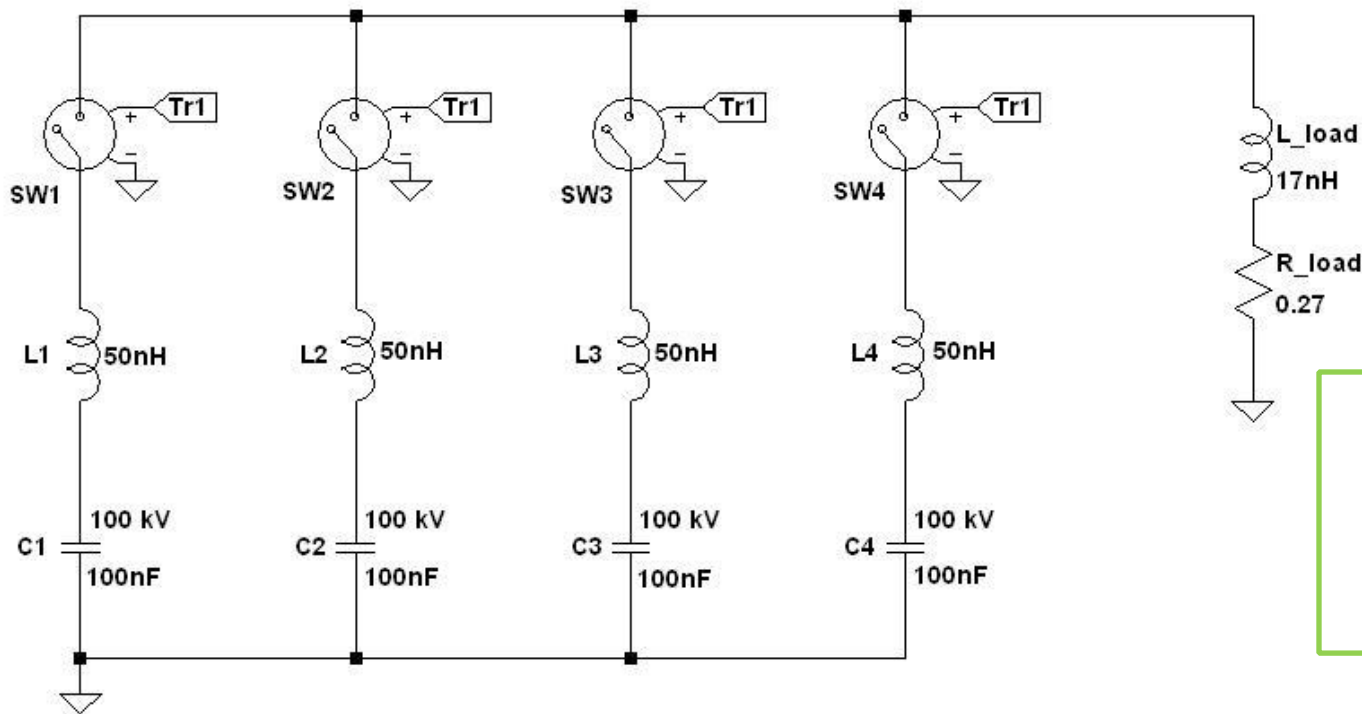 Tr1 Tr1 Tr1 Tr1
+ + + +
− − − −
SW1 SW2 SW3 SW4
L_load
17nH
R_load
0.27
L1 50nH L2 50nH L3 50nH L4 50nH
100 kV 100 kV 100 kV 100 kV
C1 C2 C3 C4
100nF 100nF 100nF 100nF